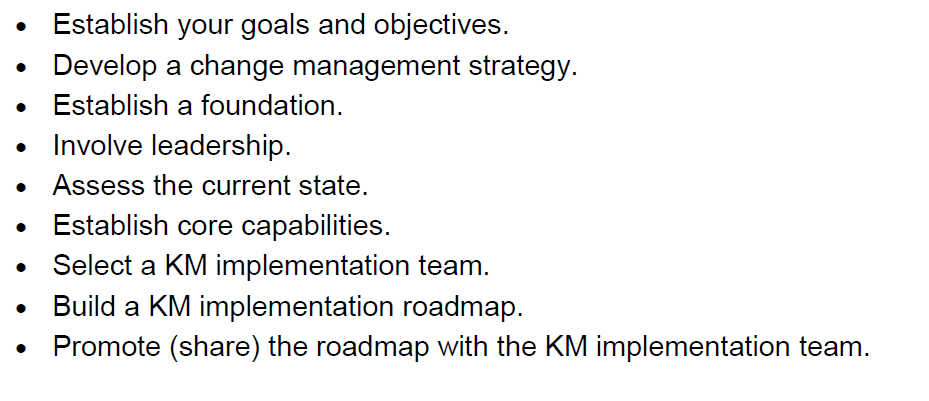 • Establish your goals and objectives.
• Develop a change management strategy.
• Establish a foundation.
• Involve leadership.
• Assess the current state.
• Establish core capabilities.
• Select a KM implementation team.
• Build a KM implementation roadmap.
• Promote (share) the roadmap with the KM implementation team.